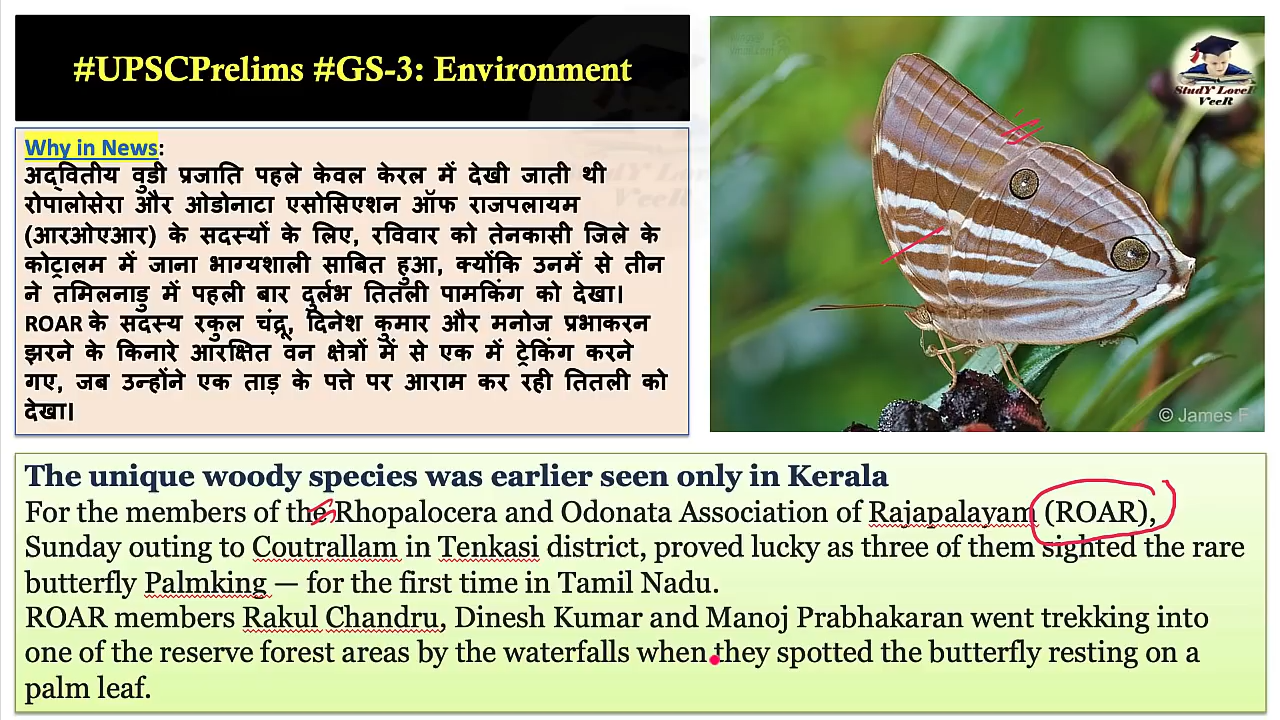 #UPSCPrelims #GS-3: Environment
StudY LoveR
VeeR
Why in News:
अद्वितीय वुडी प्रजाति पहले केवल केरल में देखी जाती थी
रोपालोसेरा और ओडोनाटा एसोसिएशन ऑफ राजपलायम
(आरओएआर) के सदस्यों के लिए, रविवार को तेनकासी जिले के
कोट्रालम में जाना भाग्यशाली साबित हुआ, क्योंकि उनमें से तीन
ने तमिलनाडु में पहली बार दुर्लभ तितली पामकिंग को देखा।
ROAR के सदस्य रकुल चंद्रू, दिनेश कुमार और मनोज प्रभाकरन
झरने के किनारे आरक्षित वन क्षेत्रों में से एक में ट्रेकिंग करने
गए, जब उन्होंने एक ताड़ के पत्ते पर आराम कर रही तितली को
देखा।
© James
The unique woody species was earlier seen only in Kerala
For the members of the Rhopalocera and Odonata Association of Rajapalayam (ROAR),
Sunday outing to Coutrallam in Tenkasi district, proved lucky as three of them sighted the rare
butterfly Palmking — for the first time in Tamil Nadu.
ROAR members Rakul Chandru, Dinesh Kumar and Manoj Prabhakaran went trekking into
one of the reserve forest areas by the waterfalls when they spotted the butterfly resting on a
palm leaf.